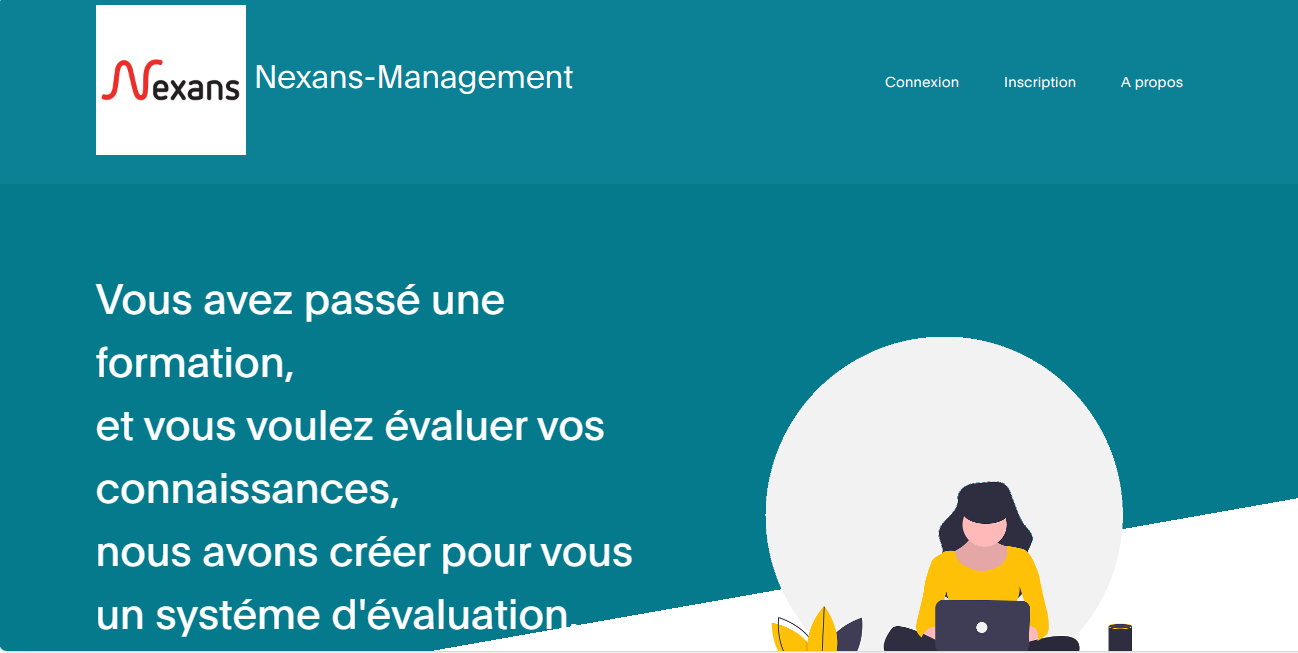 Nexans
Nexans-Management
Connexion
Inscription
A propos
Vous avez passé une
formation,
et vous voulez évaluer vos
connaissances,
nous avons créer pour vous
un systéme d'évaluation.